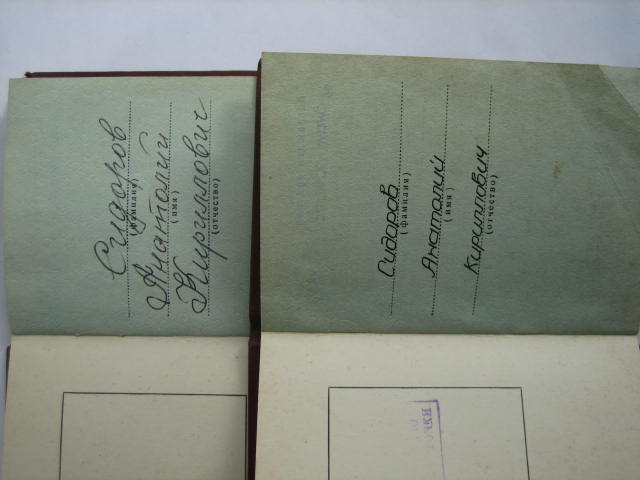 Сидоров
(фамилия)
Анатолий
(имя)
Кириллович
(отчество)
Сидоров
(фамилия)
Анатолий
(имя)
Кириллович
(отчество)